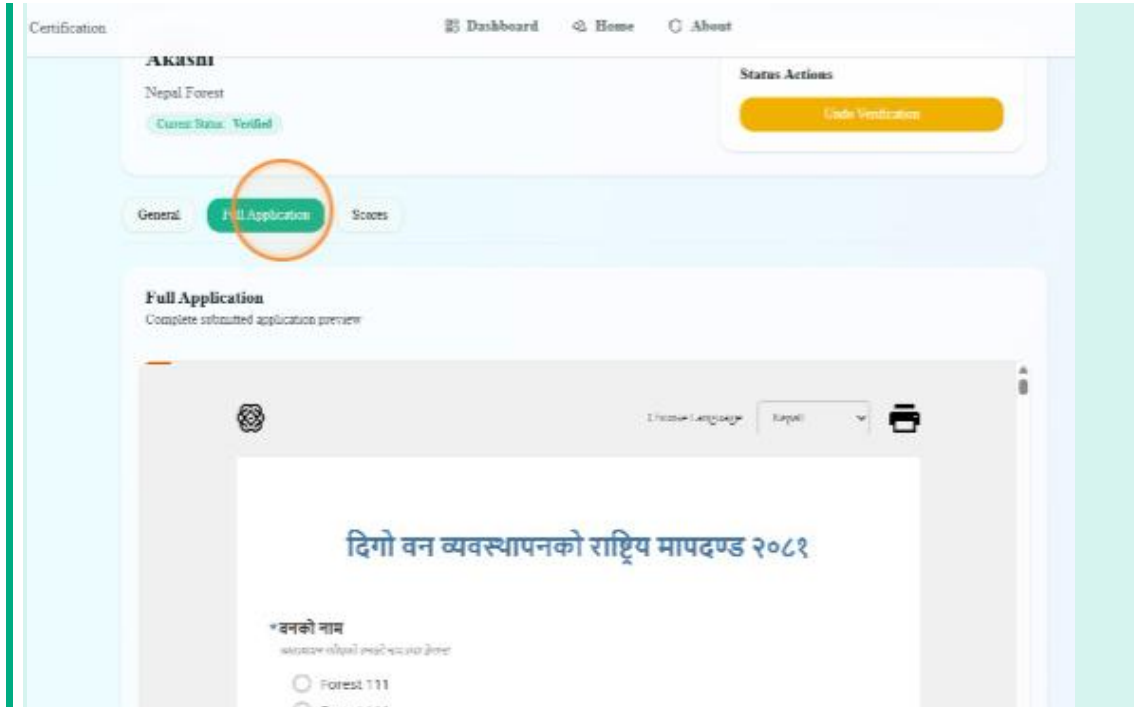 Certification
Dashboard Home About
Akashi
Nepal Forest
Current Status: Verified
Status Actions
Undo Verification
General Full Application Scores
Full Application
Complete submitted application preview
Choose Language Nepali
दिगो वन व्यवस्थापनको राष्ट्रिय मापदण्ड २०८१
*वनको नाम
Forest 111